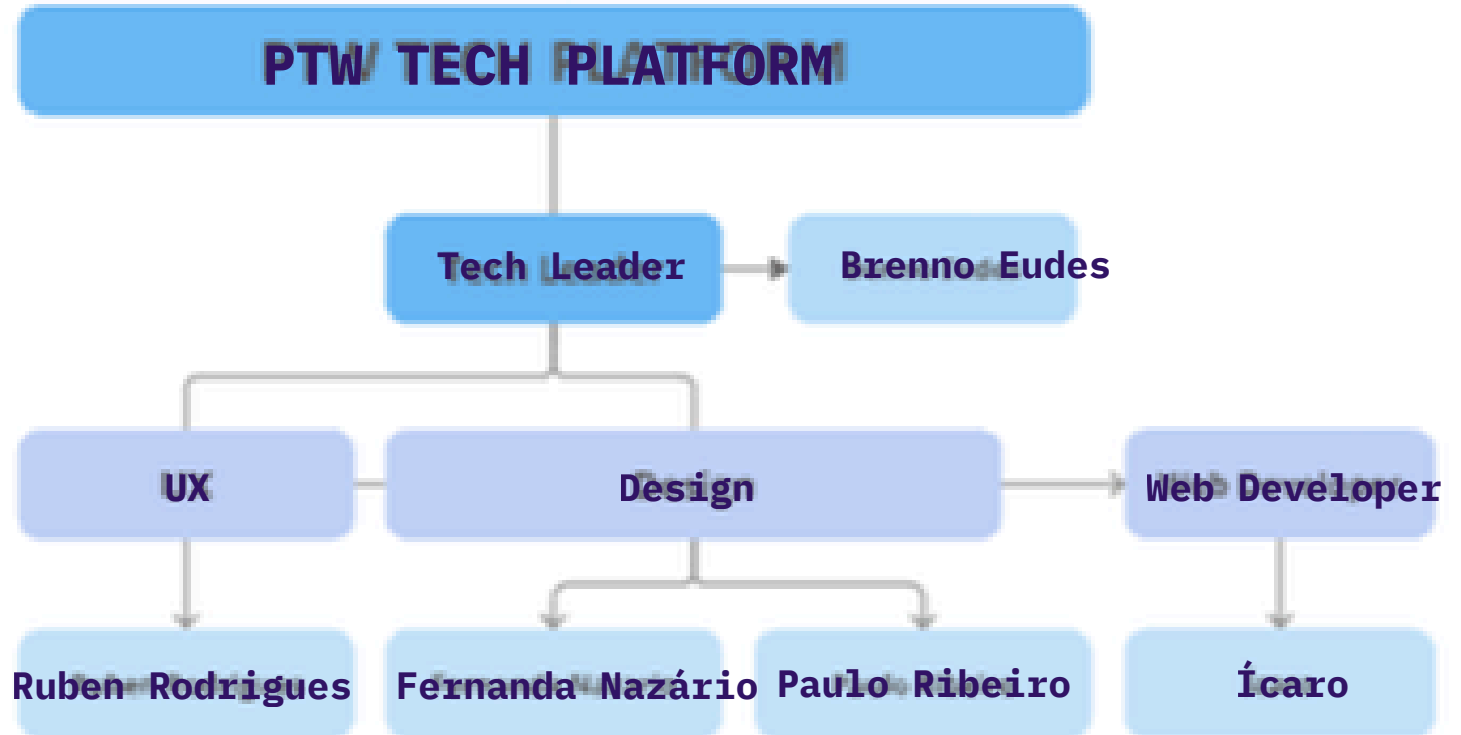 PTW TECH PLATFORM
Tech Leader
Brenno Eudes
UX
Design
Web Developer
Ruben Rodrigues
Fernanda Nazário
Paulo Ribeiro
Ícaro